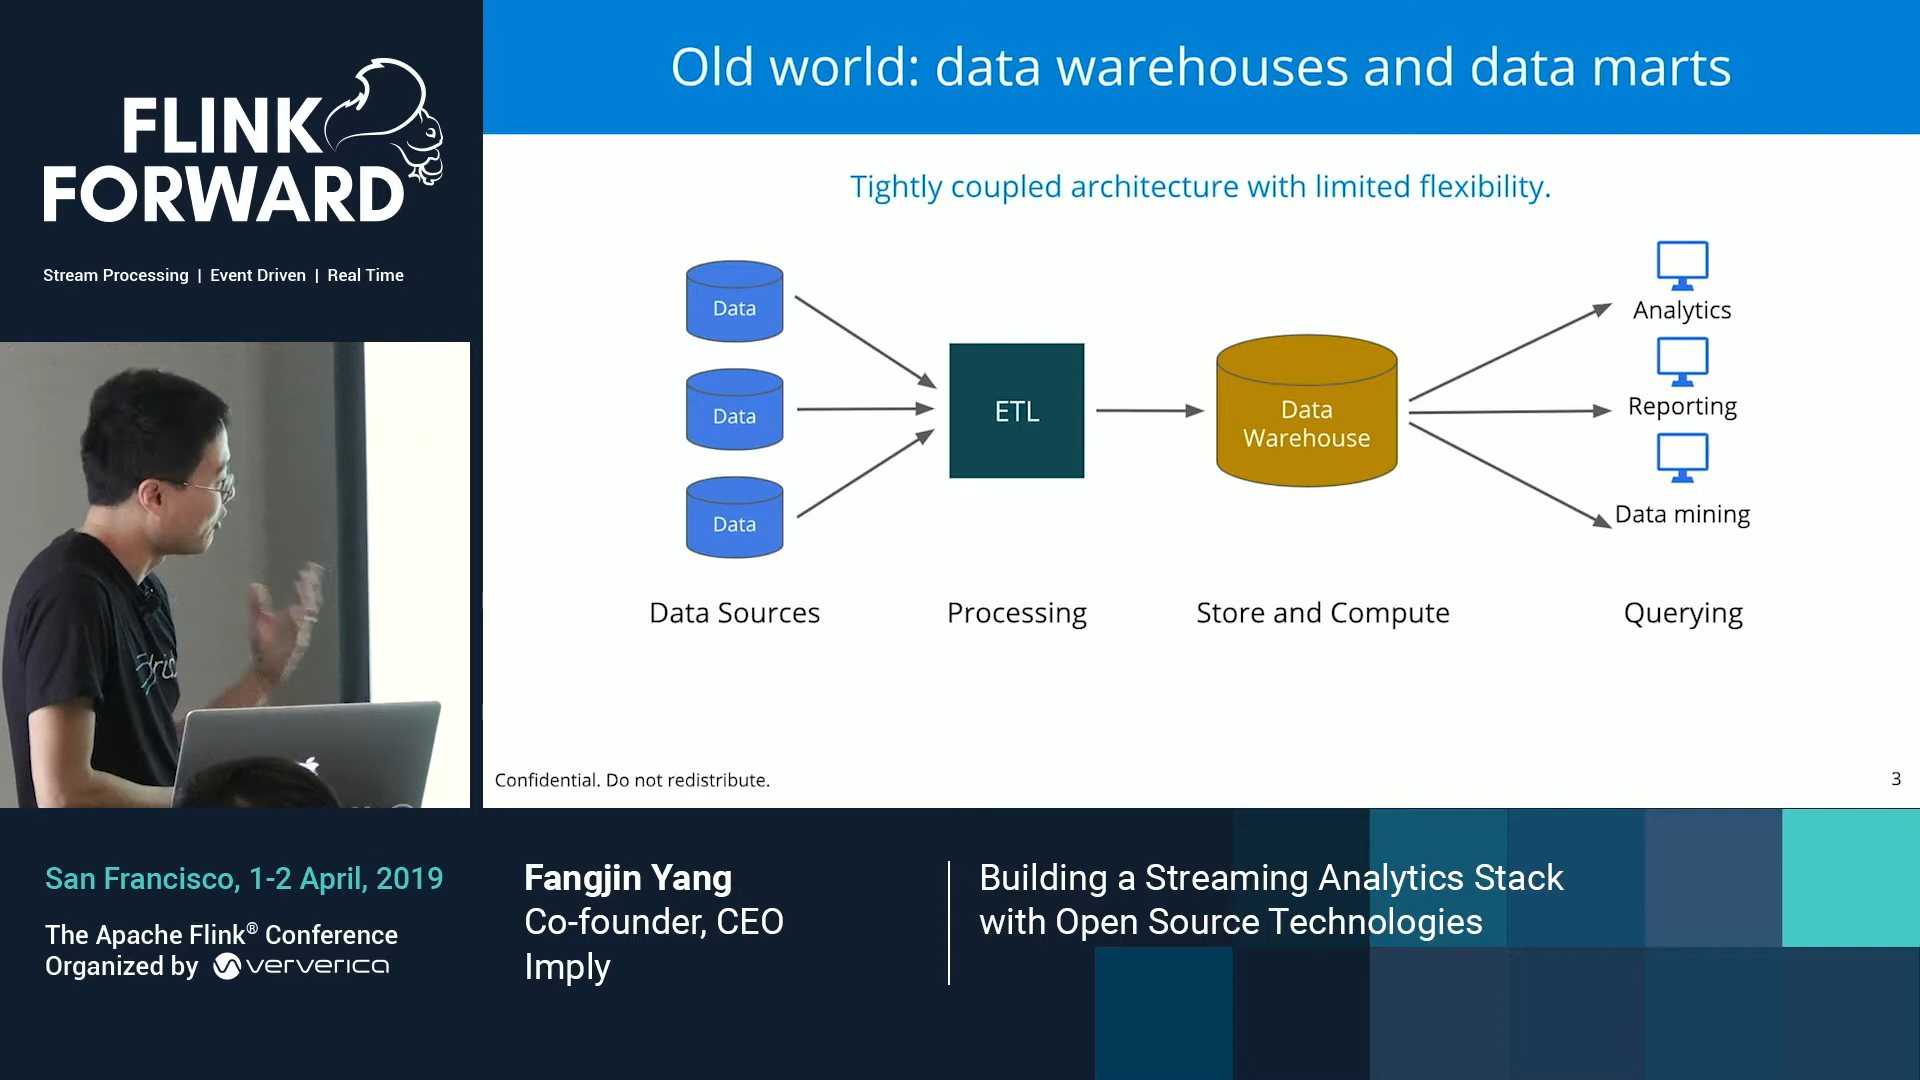 FLINK
FORWARD
Stream Processing | Event Driven | Real Time
Old world: data warehouses and data marts
Tightly coupled architecture with limited flexibility.
Data
Data
Data
ETL
Data
Warehouse
Analytics
Reporting
Data mining
Data Sources
Processing
Store and Compute
Querying
Confidential. Do not redistribute.
3
San Francisco, 1-2 April, 2019
The Apache Flink® Conference
Organized by ververica
Fangjin Yang
Co-founder, CEO
Imply
Building a Streaming Analytics Stack
with Open Source Technologies